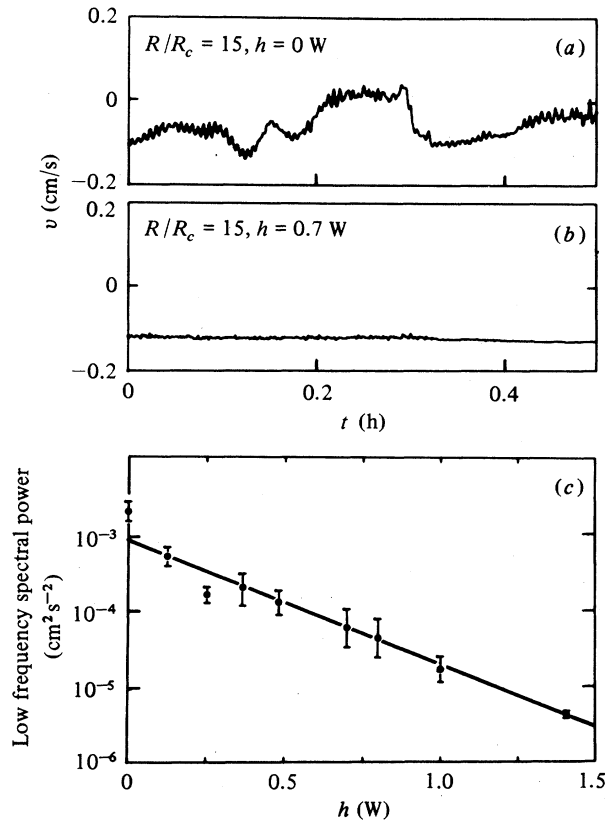 0.2
R/R_c = 15, h = 0 W
(a)
0
−0.2
v (cm/s)
0.2
R/R_c = 15, h = 0.7 W
(b)
0
−0.2
0
0.2
0.4
t (h)
Low frequency spectral power
(cm² s⁻²)
(c)
10⁻³
10⁻⁴
10⁻⁵
10⁻⁶
0
0.5
1.0
1.5
h (W)